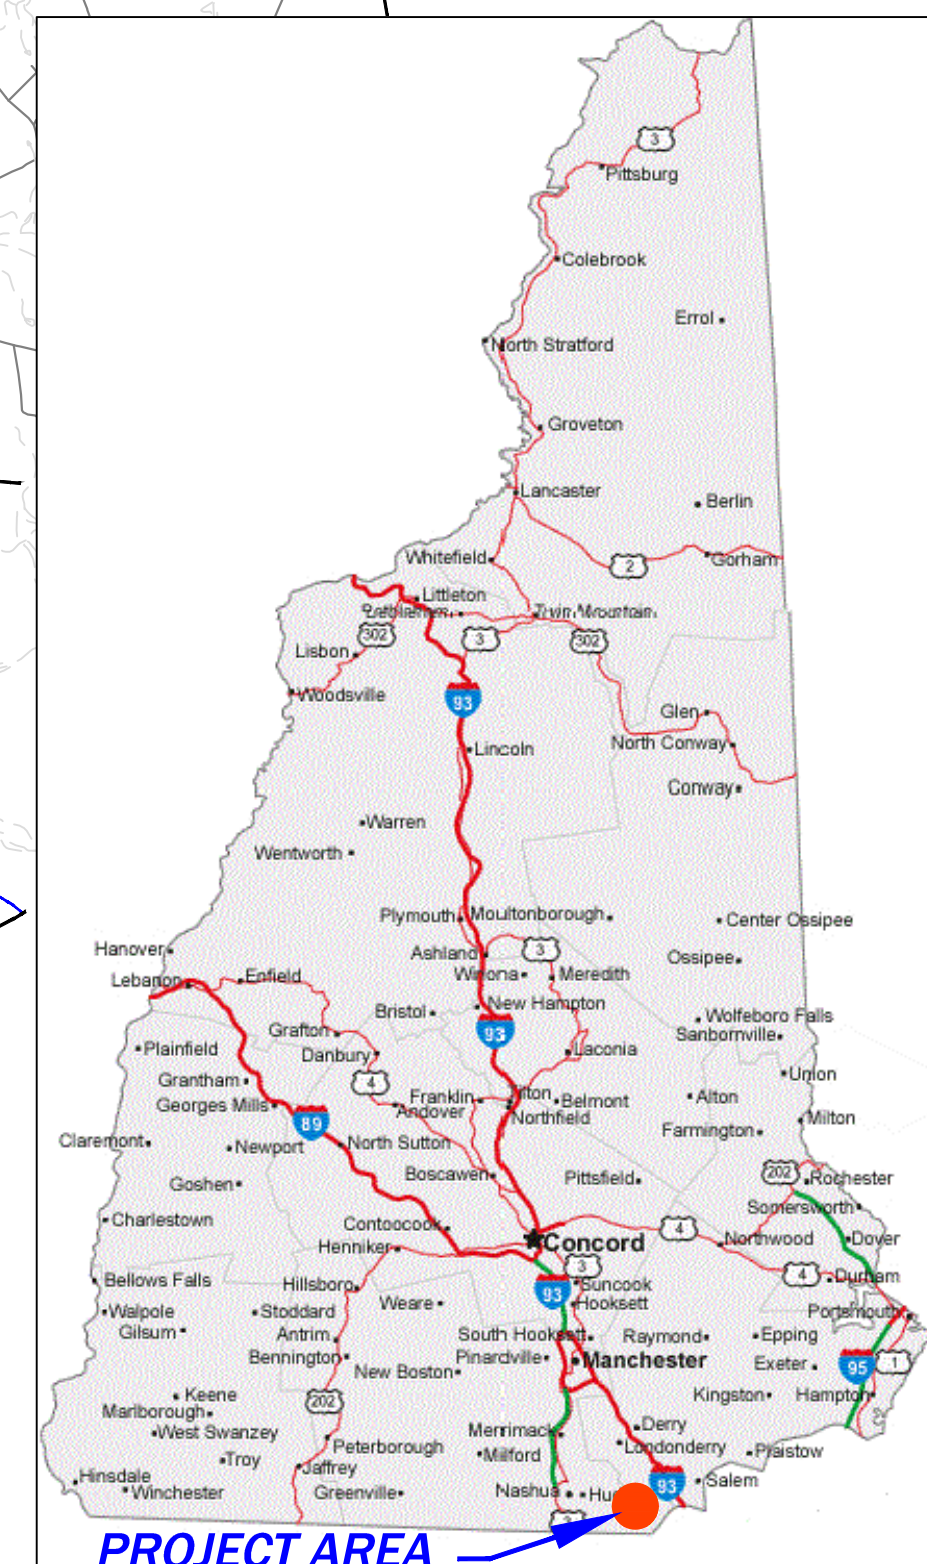 3
Pittsburg
Colebrook
Errol
North Stratford
Groveton
Lancaster
Berlin
Whitefield
Gorham
2
Littleton
Bethlehem
Twin Mountain
302
3
302
Lisbon
Woodsville
93
Glen
North Conway
Lincoln
Conway
Warren
Wentworth
Plymouth
Moultonborough
Center Ossipee
Hanover
Ashland
3
Ossipee
Lebanon
Enfield
Winona
Meredith
Bristol
New Hampton
Wolfeboro Falls
Grafton
93
Sanbornville
Plainfield
Danbury
Laconia
Grantham
4
Union
Georges Mills
Franklin
Tilton
Belmont
Alton
Andover
Northfield
Milton
89
Farmington
Claremont
Newport
North Sutton
Boscawen
Pittsfield
202
Rochester
Goshen
Somersworth
Charlestown
Contoocook
4
Northwood
Dover
Henniker
Concord
3
Bellows Falls
Hillsboro
93
Suncook
4
Durham
Walpole
Stoddard
Weare
Hooksett
Portsmouth
Gilsum
Antrim
South Hooksett
Raymond
Epping
Bennington
Pinardville
Manchester
Exeter
95
1
New Boston
Keene
202
Kingston
Hampton
Marlborough
West Swanzey
Merrimack
Derry
Peterborough
Milford
Londonderry
Plaistow
Troy
Jaffrey
Hinsdale
93
Salem
Winchester
Greenville
Nashua
Hu
PROJECT AREA